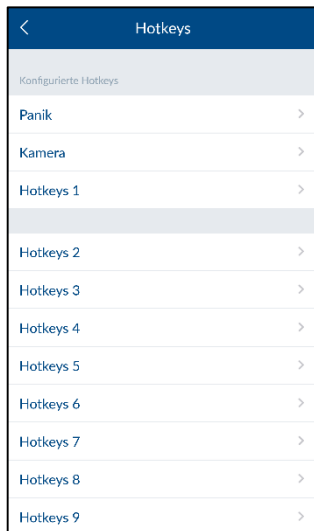 Hotkeys
Konfigurierte Hotkeys
Panik
Kamera
Hotkeys 1
Hotkeys 2
Hotkeys 3
Hotkeys 4
Hotkeys 5
Hotkeys 6
Hotkeys 7
Hotkeys 8
Hotkeys 9